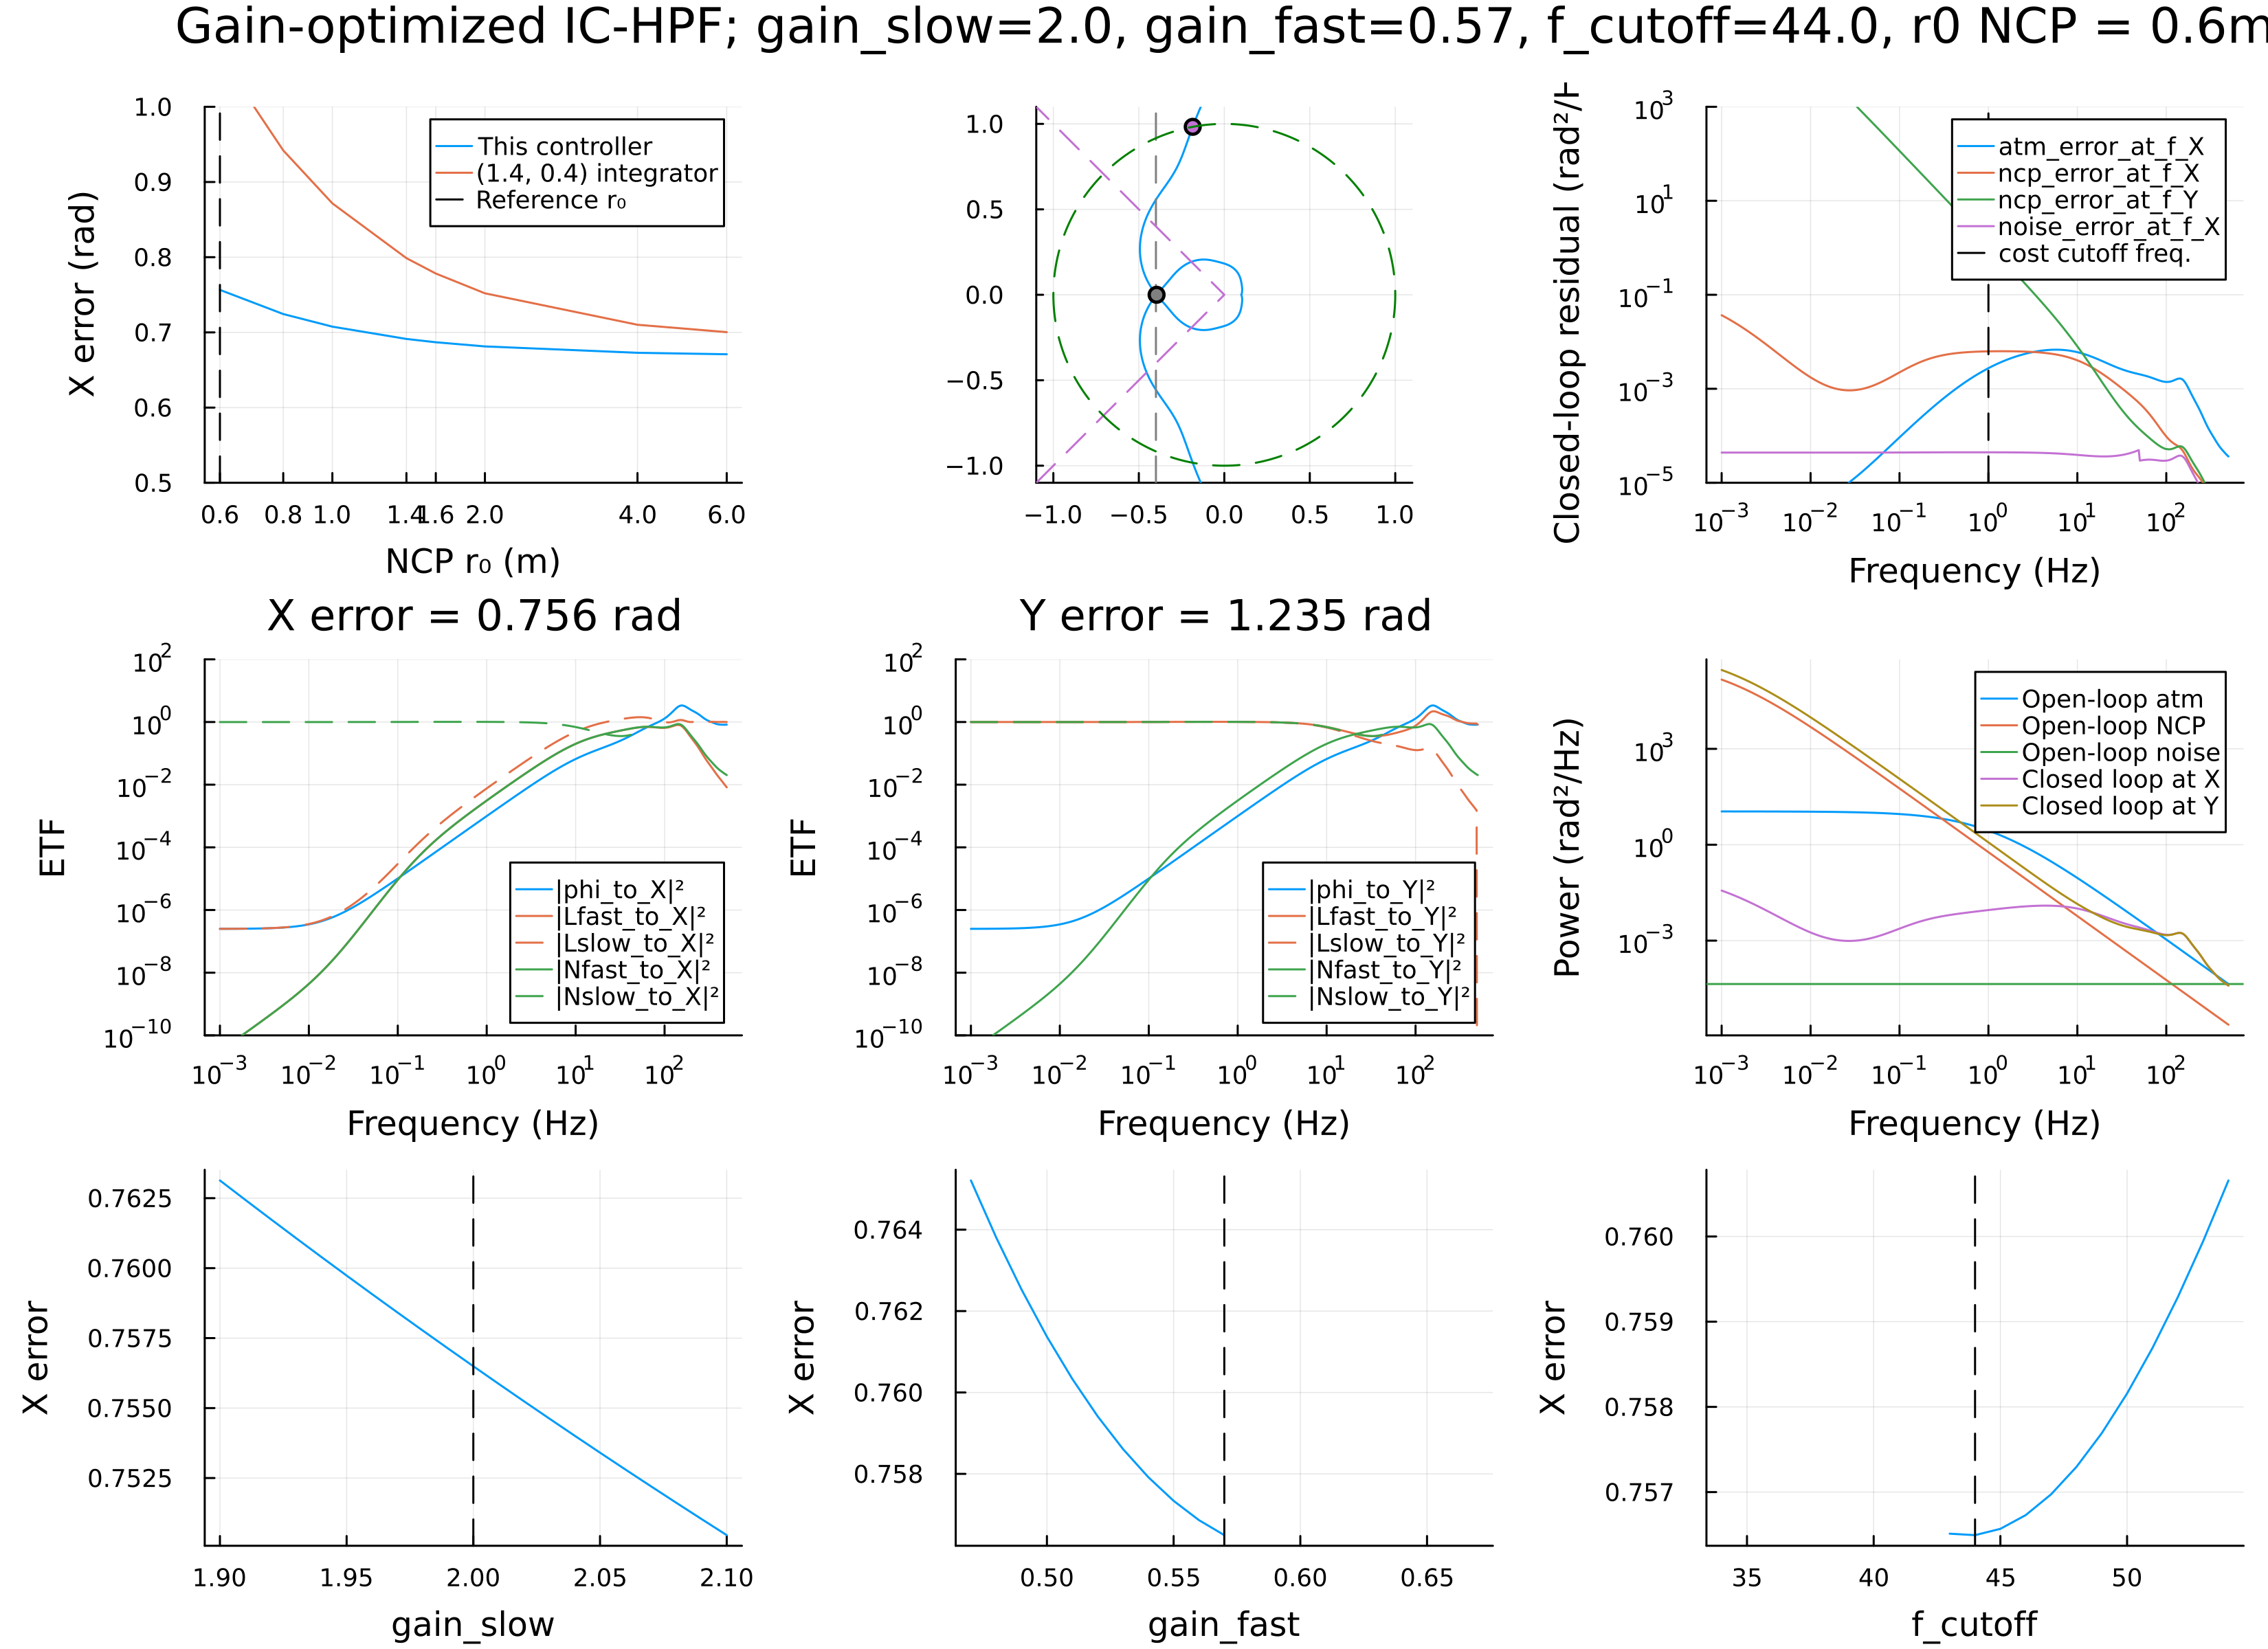 Gain-optimized IC-HPF; gain_slow=2.0, gain_fast=0.57, f_cutoff=44.0, r0 NCP = 0.6m
X error (rad)
1.0
0.9
0.8
0.7
0.6
0.5
This controller
(1.4, 0.4) integrator
Reference r₀
0.6 0.8 1.0 1.4 1.6 2.0 4.0 6.0
NCP r₀ (m)
1.0
0.5
0.0
−0.5
−1.0
−1.0 −0.5 0.0 0.5 1.0
Closed-loop residual (rad²/H
10³
10¹
10⁻¹
10⁻³
10⁻⁵
atm_error_at_f_X
ncp_error_at_f_X
ncp_error_at_f_Y
noise_error_at_f_X
cost cutoff freq.
10⁻³ 10⁻² 10⁻¹ 10⁰ 10¹ 10²
Frequency (Hz)
X error = 0.756 rad
ETF
10²
10⁰
10⁻²
10⁻⁴
10⁻⁶
10⁻⁸
10⁻¹⁰
|phi_to_X|²
|Lfast_to_X|²
|Lslow_to_X|²
|Nfast_to_X|²
|Nslow_to_X|²
10⁻³ 10⁻² 10⁻¹ 10⁰ 10¹ 10²
Frequency (Hz)
Y error = 1.235 rad
ETF
10²
10⁰
10⁻²
10⁻⁴
10⁻⁶
10⁻⁸
10⁻¹⁰
|phi_to_Y|²
|Lfast_to_Y|²
|Lslow_to_Y|²
|Nfast_to_Y|²
|Nslow_to_Y|²
10⁻³ 10⁻² 10⁻¹ 10⁰ 10¹ 10²
Frequency (Hz)
Power (rad²/Hz)
10³
10⁰
10⁻³
Open-loop atm
Open-loop NCP
Open-loop noise
Closed loop at X
Closed loop at Y
10⁻³ 10⁻² 10⁻¹ 10⁰ 10¹ 10²
Frequency (Hz)
X error
0.7625
0.7600
0.7575
0.7550
0.7525
1.90 1.95 2.00 2.05 2.10
gain_slow
X error
0.764
0.762
0.760
0.758
0.50 0.55 0.60 0.65
gain_fast
X error
0.760
0.759
0.758
0.757
35 40 45 50
f_cutoff